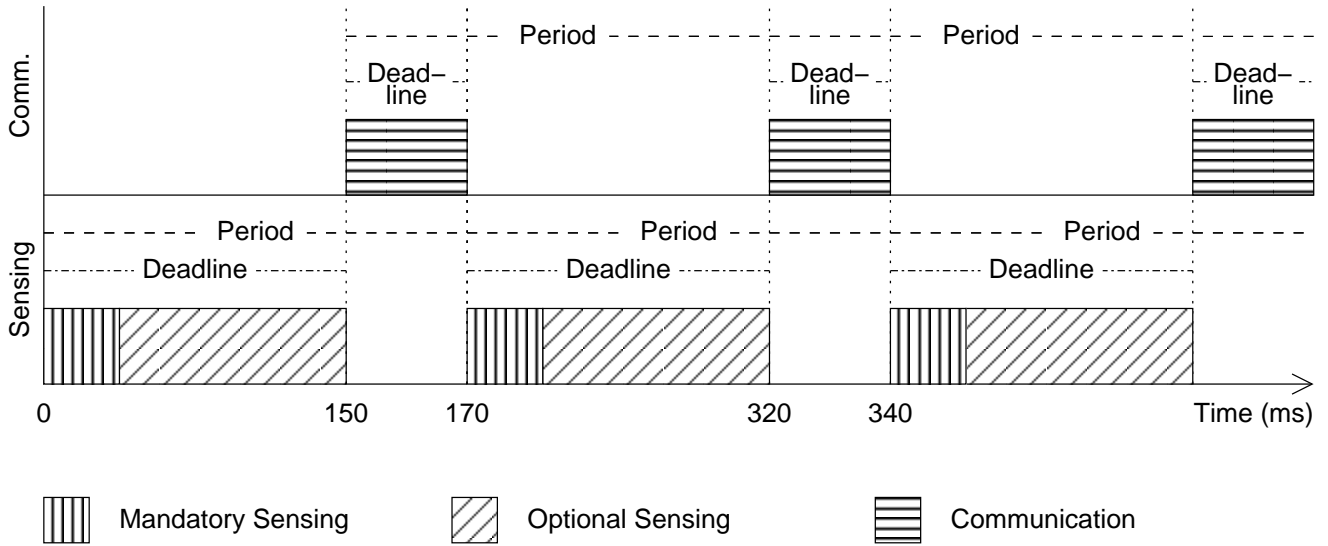 Period
Period
Comm.
Dead–
line
Dead–
line
Dead–
line
Period
Period
Period
Sensing
Deadline
Deadline
Deadline
0
150
170
320
340
Time (ms)
Mandatory Sensing
Optional Sensing
Communication